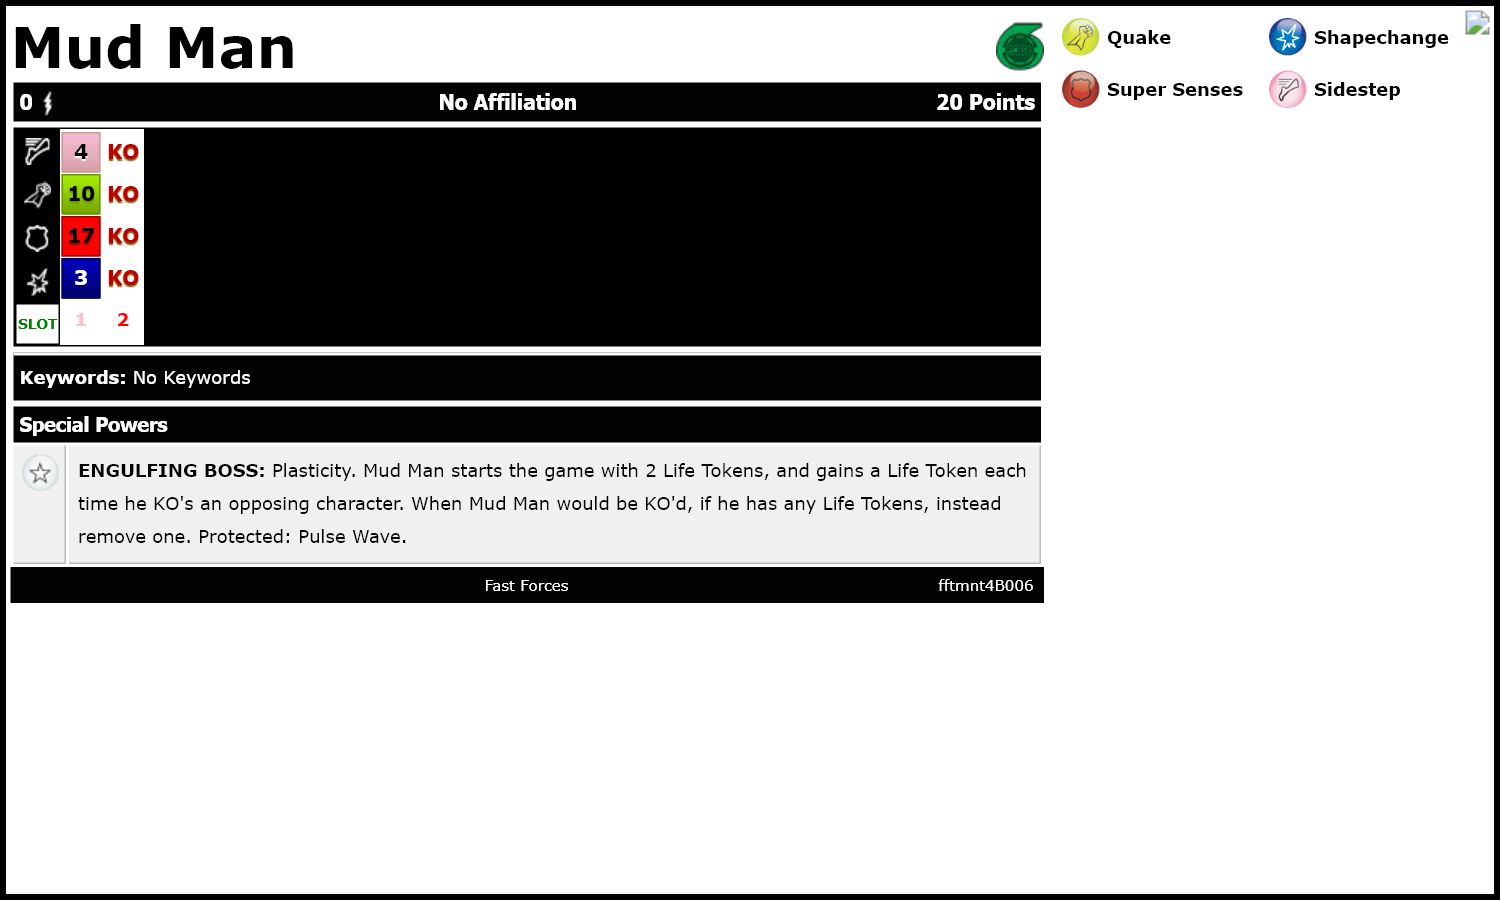 Mud Man
0 No Affiliation 20 Points
4 KO
10 KO
17 KO
3 KO
SLOT 1 2
Keywords: No Keywords
Special Powers
ENGULFING BOSS: Plasticity. Mud Man starts the game with 2 Life Tokens, and gains a Life Token each
time he KO's an opposing character. When Mud Man would be KO'd, if he has any Life Tokens, instead
remove one. Protected: Pulse Wave.
Fast Forces fftmnt4B006
Quake Shapechange
Super Senses Sidestep